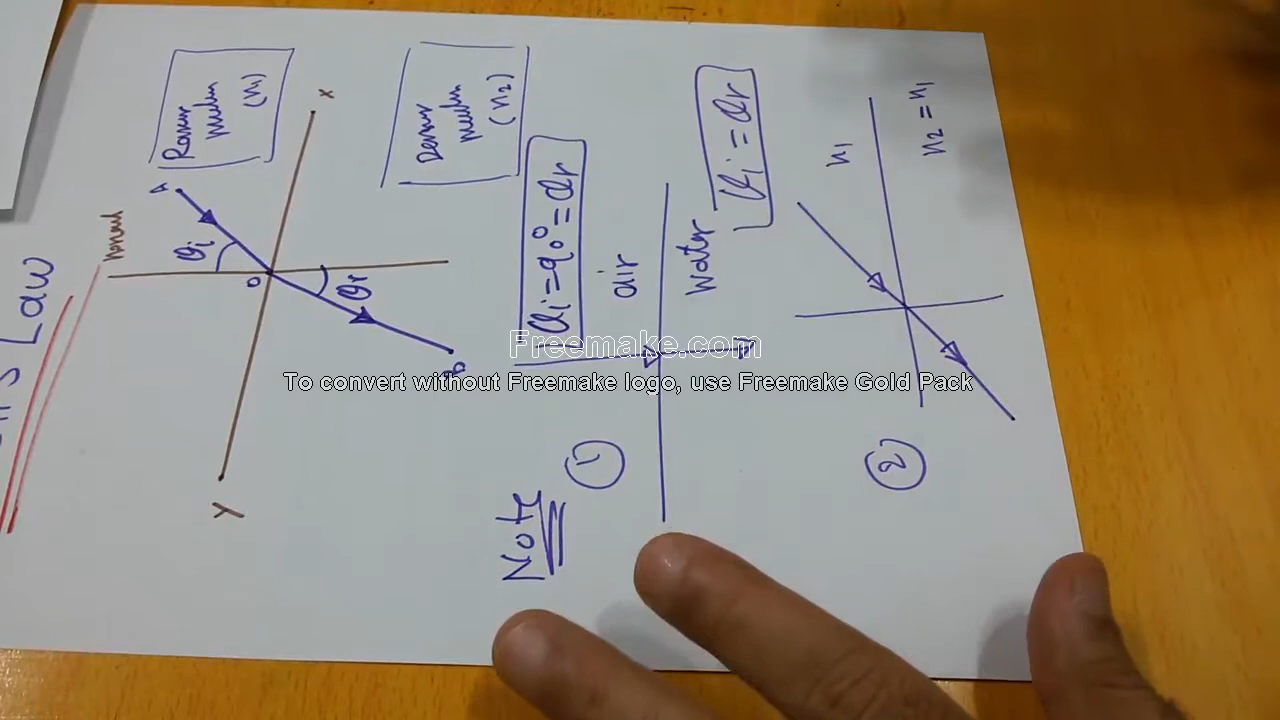 Law
normal
Rarer
medium
(n1)
Denser
medium
(n2)
A
X
θi
O
θr
B
Y
Note
1
θi = 90° = θr
air
water
2
θi = θr
n1
n2 = n1
Freemake.com
To convert without Freemake logo, use Freemake Gold Pack